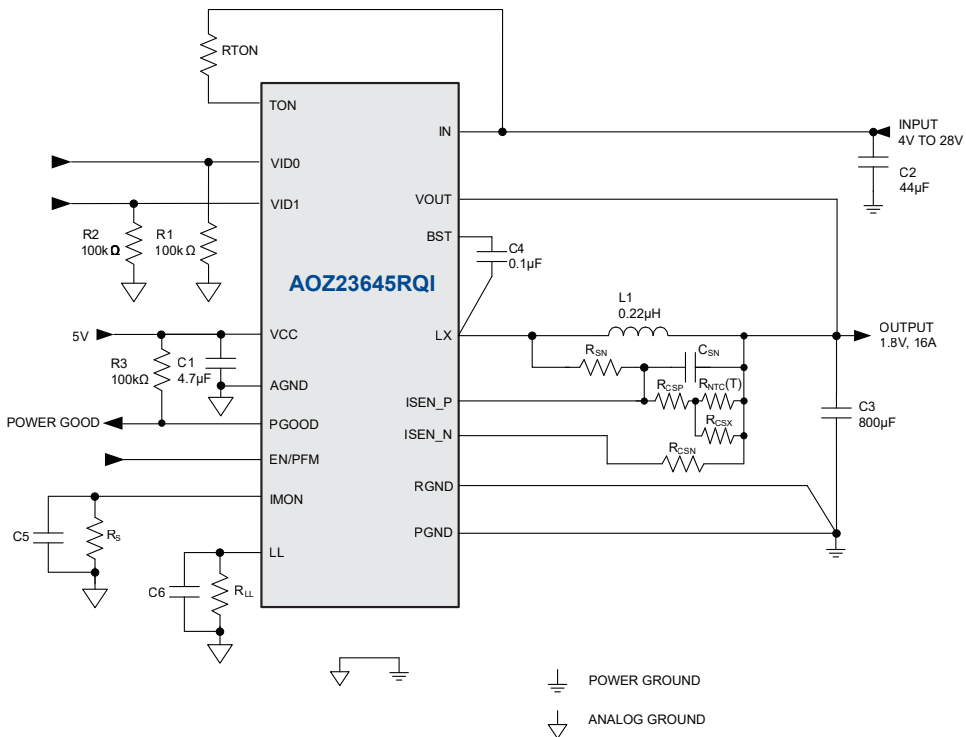 RTON
TON
IN
INPUT
4V TO 28V
C2
44µF
VID0
VID1
R2
100kΩ
R1
100kΩ
VOUT
BST
C4
0.1µF
AOZ23645RQI
L1
0.22µH
LX
OUTPUT
1.8V, 16A
5V
VCC
R3
100kΩ
C1
4.7µF
AGND
RSN
CSN
RCSP
RNTC(T)
RCSX
ISEN_P
C3
800µF
POWER GOOD
PGOOD
ISEN_N
RCSN
EN/PFM
RGND
IMON
C5
RS
PGND
LL
C6
RLL
POWER GROUND
ANALOG GROUND